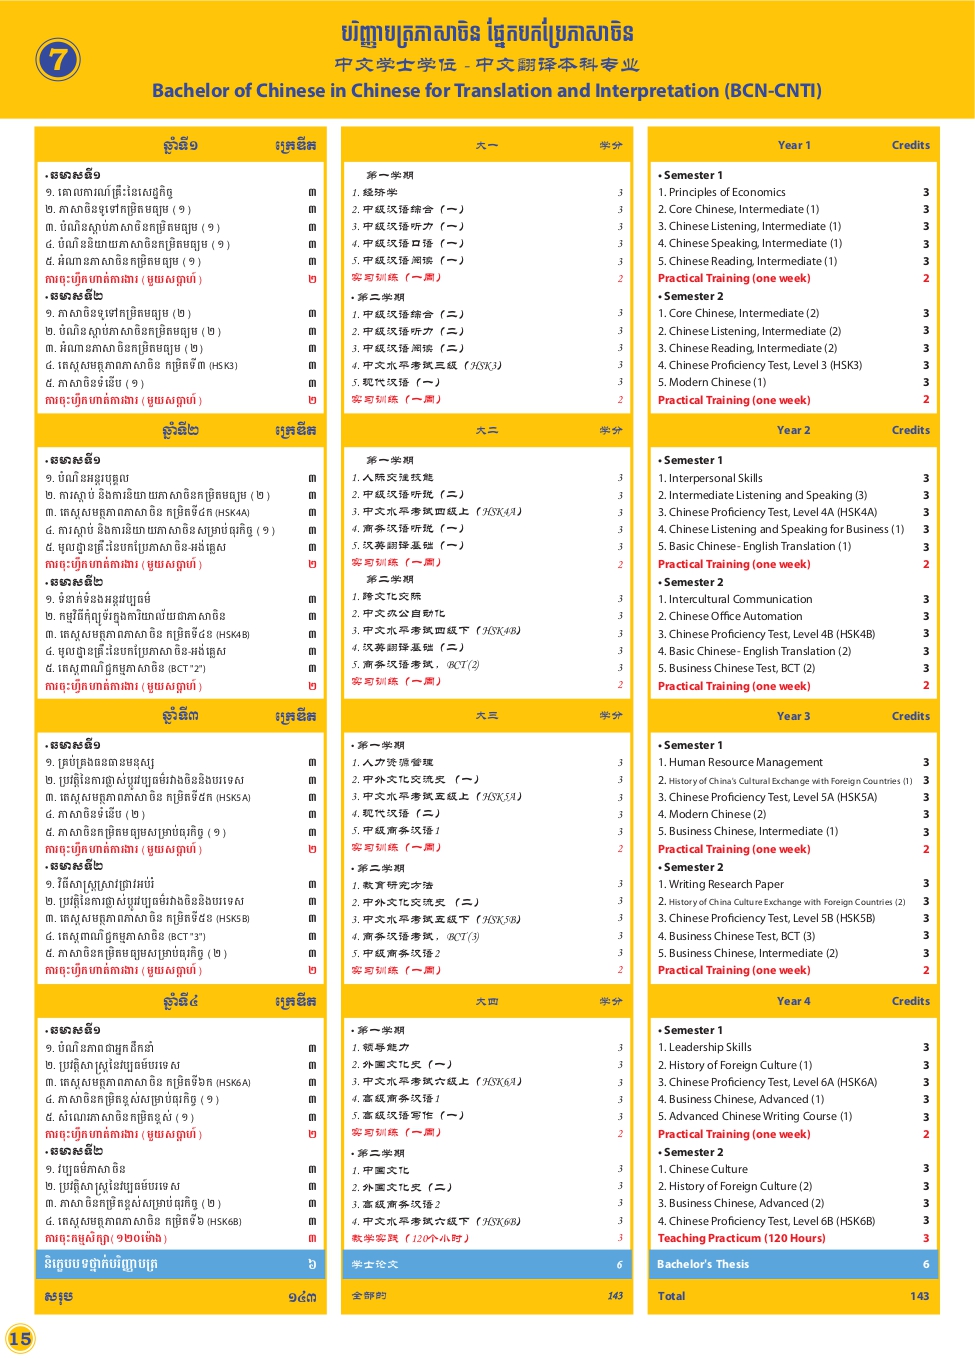 7
បរិញ្ញាបត្រភាសាចិន ផ្នែកបកប្រែភាសាចិន
中文学士学位 - 中文翻译本科专业
Bachelor of Chinese in Chinese for Translation and Interpretation (BCN-CNTI)
ឆ្នាំទី១ ក្រេឌីត
• ឆមាសទី១
១. គោលការណ៍គ្រឹះនៃសេដ្ឋកិច្ច ៣
២. ភាសាចិនទូទៅកម្រិតមធ្យម ( ១ ) ៣
៣. បំណិនស្តាប់ភាសាចិនកម្រិតមធ្យម ( ១ ) ៣
៤. បំណិននិយាយភាសាចិនកម្រិតមធ្យម ( ១ ) ៣
៥. អំណានភាសាចិនកម្រិតមធ្យម ( ១ ) ៣
ការចុះហ្វឹកហាត់ការងារ ( មួយសប្តាហ៍ ) ២
• ឆមាសទី២
១. ភាសាចិនទូទៅកម្រិតមធ្យម ( ២ ) ៣
២. បំណិនស្តាប់ភាសាចិនកម្រិតមធ្យម ( ២ ) ៣
៣. អំណានភាសាចិនកម្រិតមធ្យម ( ២ ) ៣
៤. តេស្តសមត្ថភាពភាសាចិន កម្រិតទី៣ (HSK3) ៣
៥. ភាសាចិនទំនើប ( ១ ) ៣
ការចុះហ្វឹកហាត់ការងារ ( មួយសប្តាហ៍ ) ២
ឆ្នាំទី២ ក្រេឌីត
• ឆមាសទី១
១. បំណិនអន្តរបុគ្គល ៣
២. ការស្តាប់ និងការនិយាយភាសាចិនកម្រិតមធ្យម ( ២ ) ៣
៣. តេស្តសមត្ថភាពភាសាចិន កម្រិតទី៤ក (HSK4A) ៣
៤. ការស្តាប់ និងការនិយាយភាសាចិនសម្រាប់ធុរកិច្ច ( ១ ) ៣
៥. មូលដ្ឋានគ្រឹះនៃបកប្រែភាសាចិន-អង់គ្លេស ៣
ការចុះហ្វឹកហាត់ការងារ ( មួយសប្តាហ៍ ) ២
• ឆមាសទី២
១. ទំនាក់ទំនងអន្តរវប្បធម៌ ៣
២. កម្មវិធីកុំព្យូទ័រក្នុងការិយាល័យជាភាសាចិន ៣
៣. តេស្តសមត្ថភាពភាសាចិន កម្រិតទី៤ខ (HSK4B) ៣
៤. មូលដ្ឋានគ្រឹះនៃបកប្រែភាសាចិន-អង់គ្លេស ៣
៥. តេស្តពាណិជ្ជកម្មភាសាចិន (BCT "2") ៣
ការចុះហ្វឹកហាត់ការងារ ( មួយសប្តាហ៍ ) ២
ឆ្នាំទី៣ ក្រេឌីត
• ឆមាសទី១
១. គ្រប់គ្រងធនធានមនុស្ស ៣
២. ប្រវត្តិនៃការផ្លាស់ប្តូរវប្បធម៌រវាងចិននិងបរទេស ៣
៣. តេស្តសមត្ថភាពភាសាចិន កម្រិតទី៥ក (HSK5A) ៣
៤. ភាសាចិនទំនើប ( ២ ) ៣
៥. ភាសាចិនកម្រិតមធ្យមសម្រាប់ធុរកិច្ច ( ១ ) ៣
ការចុះហ្វឹកហាត់ការងារ ( មួយសប្តាហ៍ ) ២
• ឆមាសទី២
១. វិធីសាស្ត្រស្រាវជ្រាវអប់រំ ៣
២. ប្រវត្តិនៃការផ្លាស់ប្តូរវប្បធម៌រវាងចិននិងបរទេស ៣
៣. តេស្តសមត្ថភាពភាសាចិន កម្រិតទី៥ខ (HSK5B) ៣
៤. តេស្តពាណិជ្ជកម្មភាសាចិន (BCT "3") ៣
៥. ភាសាចិនកម្រិតមធ្យមសម្រាប់ធុរកិច្ច ( ២ ) ៣
ការចុះហ្វឹកហាត់ការងារ ( មួយសប្តាហ៍ ) ២
ឆ្នាំទី៤ ក្រេឌីត
• ឆមាសទី១
១. បំណិនភាពជាអ្នកដឹកនាំ ៣
២. ប្រវត្តិសាស្ត្រនៃវប្បធម៌បរទេស ៣
៣. តេស្តសមត្ថភាពភាសាចិន កម្រិតទី៦ក (HSK6A) ៣
៤. ភាសាចិនកម្រិតខ្ពស់សម្រាប់ធុរកិច្ច ( ១ ) ៣
៥. សំណេរភាសាចិនកម្រិតខ្ពស់ ( ១ ) ៣
ការចុះហ្វឹកហាត់ការងារ ( មួយសប្តាហ៍ ) ២
• ឆមាសទី២
១. វប្បធម៌ភាសាចិន ៣
២. ប្រវត្តិសាស្ត្រនៃវប្បធម៌បរទេស ៣
៣. ភាសាចិនកម្រិតខ្ពស់សម្រាប់ធុរកិច្ច ( ២ ) ៣
៤. តេស្តសមត្ថភាពភាសាចិន កម្រិតទី៦ (HSK6B) ៣
ការចុះកម្មសិក្សា( ១២០ម៉ោង ) ៣
និក្ខេបបទថ្នាក់បរិញ្ញាបត្រ ៦
សរុប ១៤៣
大一 学分
第一学期
1. 经济学 3
2. 中级汉语综合（一） 3
3. 中级汉语听力（一） 3
4. 中级汉语口语（一） 3
5. 中级汉语阅读（一） 3
实习训练（一周） 2
• 第二学期
1. 中级汉语综合（二） 3
2. 中级汉语听力（二） 3
3. 中级汉语阅读（二） 3
4. 中文水平考试三级（HSK3） 3
5. 现代汉语（一） 3
实习训练（一周） 2
大二 学分
第一学期
1. 人际交往技能 3
2. 中级汉语听说（二） 3
3. 中文水平考试四级上（HSK4A） 3
4. 商务汉语听说（一） 3
5. 汉英翻译基础（一） 3
实习训练（一周） 2
第二学期
1. 跨文化交际 3
2. 中文办公自动化 3
3. 中文水平考试四级下（HSK4B） 3
4. 汉英翻译基础（二） 3
5. 商务汉语考试，BCT(2) 3
实习训练（一周） 2
大三 学分
• 第一学期
1. 人力资源管理 3
2. 中外文化交流史（一） 3
3. 中文水平考试五级上（HSK5A） 3
4. 现代汉语（二） 3
5. 中级商务汉语1 3
实习训练（一周） 2
• 第二学期
1. 教育研究方法 3
2. 中外文化交流史（二） 3
3. 中文水平考试五级下（HSK5B） 3
4. 商务汉语考试，BCT(3) 3
5. 中级商务汉语2 3
实习训练（一周） 2
大四 学分
• 第一学期
1. 领导能力 3
2. 外国文化史（一） 3
3. 中文水平考试六级上（HSK6A） 3
4. 高级商务汉语1 3
5. 高级汉语写作（一） 3
实习训练（一周） 2
• 第二学期
1. 中国文化 3
2. 外国文化史（二） 3
3. 高级商务汉语2 3
4. 中文水平考试六级下（HSK6B） 3
教学实践（120个小时） 3
学士论文 6
全部的 143
Year 1 Credits
• Semester 1
1. Principles of Economics 3
2. Core Chinese, Intermediate (1) 3
3. Chinese Listening, Intermediate (1) 3
4. Chinese Speaking, Intermediate (1) 3
5. Chinese Reading, Intermediate (1) 3
Practical Training (one week) 2
• Semester 2
1. Core Chinese, Intermediate (2) 3
2. Chinese Listening, Intermediate (2) 3
3. Chinese Reading, Intermediate (2) 3
4. Chinese Proficiency Test, Level 3 (HSK3) 3
5. Modern Chinese (1) 3
Practical Training (one week) 2
Year 2 Credits
• Semester 1
1. Interpersonal Skills 3
2. Intermediate Listening and Speaking (3) 3
3. Chinese Proficiency Test, Level 4A (HSK4A) 3
4. Chinese Listening and Speaking for Business (1) 3
5. Basic Chinese- English Translation (1) 3
Practical Training (one week) 2
• Semester 2
1. Intercultural Communication 3
2. Chinese Office Automation 3
3. Chinese Proficiency Test, Level 4B (HSK4B) 3
4. Basic Chinese- English Translation (2) 3
5. Business Chinese Test, BCT (2) 3
Practical Training (one week) 2
Year 3 Credits
• Semester 1
1. Human Resource Management 3
2. History of China's Cultural Exchange with Foreign Countries (1) 3
3. Chinese Proficiency Test, Level 5A (HSK5A) 3
4. Modern Chinese (2) 3
5. Business Chinese, Intermediate (1) 3
Practical Training (one week) 2
• Semester 2
1. Writing Research Paper 3
2. History of China Culture Exchange with Foreign Countries (2) 3
3. Chinese Proficiency Test, Level 5B (HSK5B) 3
4. Business Chinese Test, BCT (3) 3
5. Business Chinese, Intermediate (2) 3
Practical Training (one week) 2
Year 4 Credits
• Semester 1
1. Leadership Skills 3
2. History of Foreign Culture (1) 3
3. Chinese Proficiency Test, Level 6A (HSK6A) 3
4. Business Chinese, Advanced (1) 3
5. Advanced Chinese Writing Course (1) 3
Practical Training (one week) 2
• Semester 2
1. Chinese Culture 3
2. History of Foreign Culture (2) 3
3. Business Chinese, Advanced (2) 3
4. Chinese Proficiency Test, Level 6B (HSK6B) 3
Teaching Practicum (120 Hours) 3
Bachelor's Thesis 6
Total 143
15